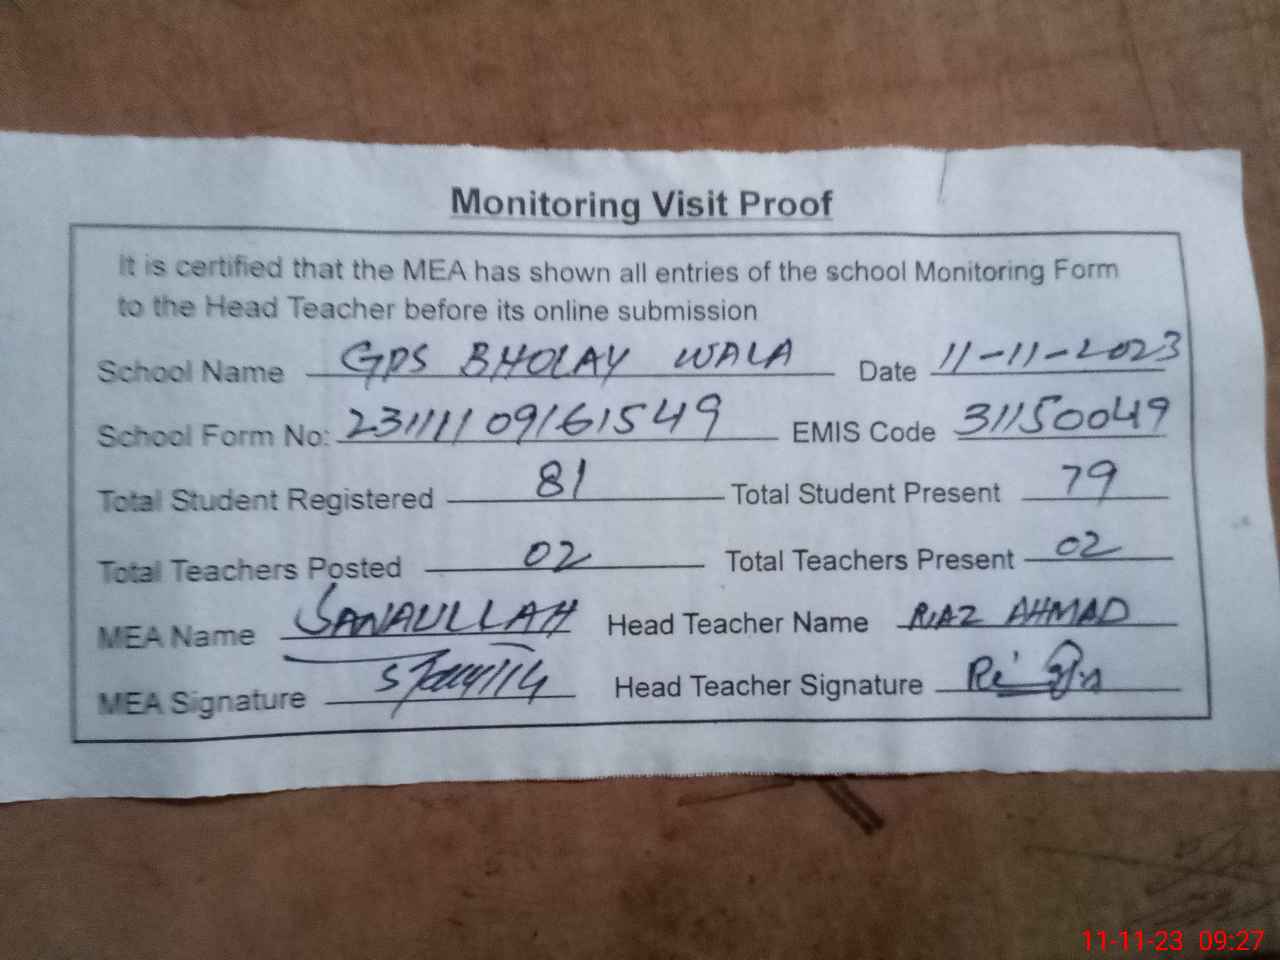 Monitoring Visit Proof
It is certified that the MEA has shown all entries of the school Monitoring Form
to the Head Teacher before its online submission
School Name GPS BHOLAY WALA Date 11-11-2023
School Form No: 23111109161549 EMIS Code 31150049
Total Student Registered 81 Total Student Present 79
Total Teachers Posted 02 Total Teachers Present 02
MEA Name SANAULLAH Head Teacher Name RIAZ AHMAD
MEA Signature Head Teacher Signature
11-11-23 09:27